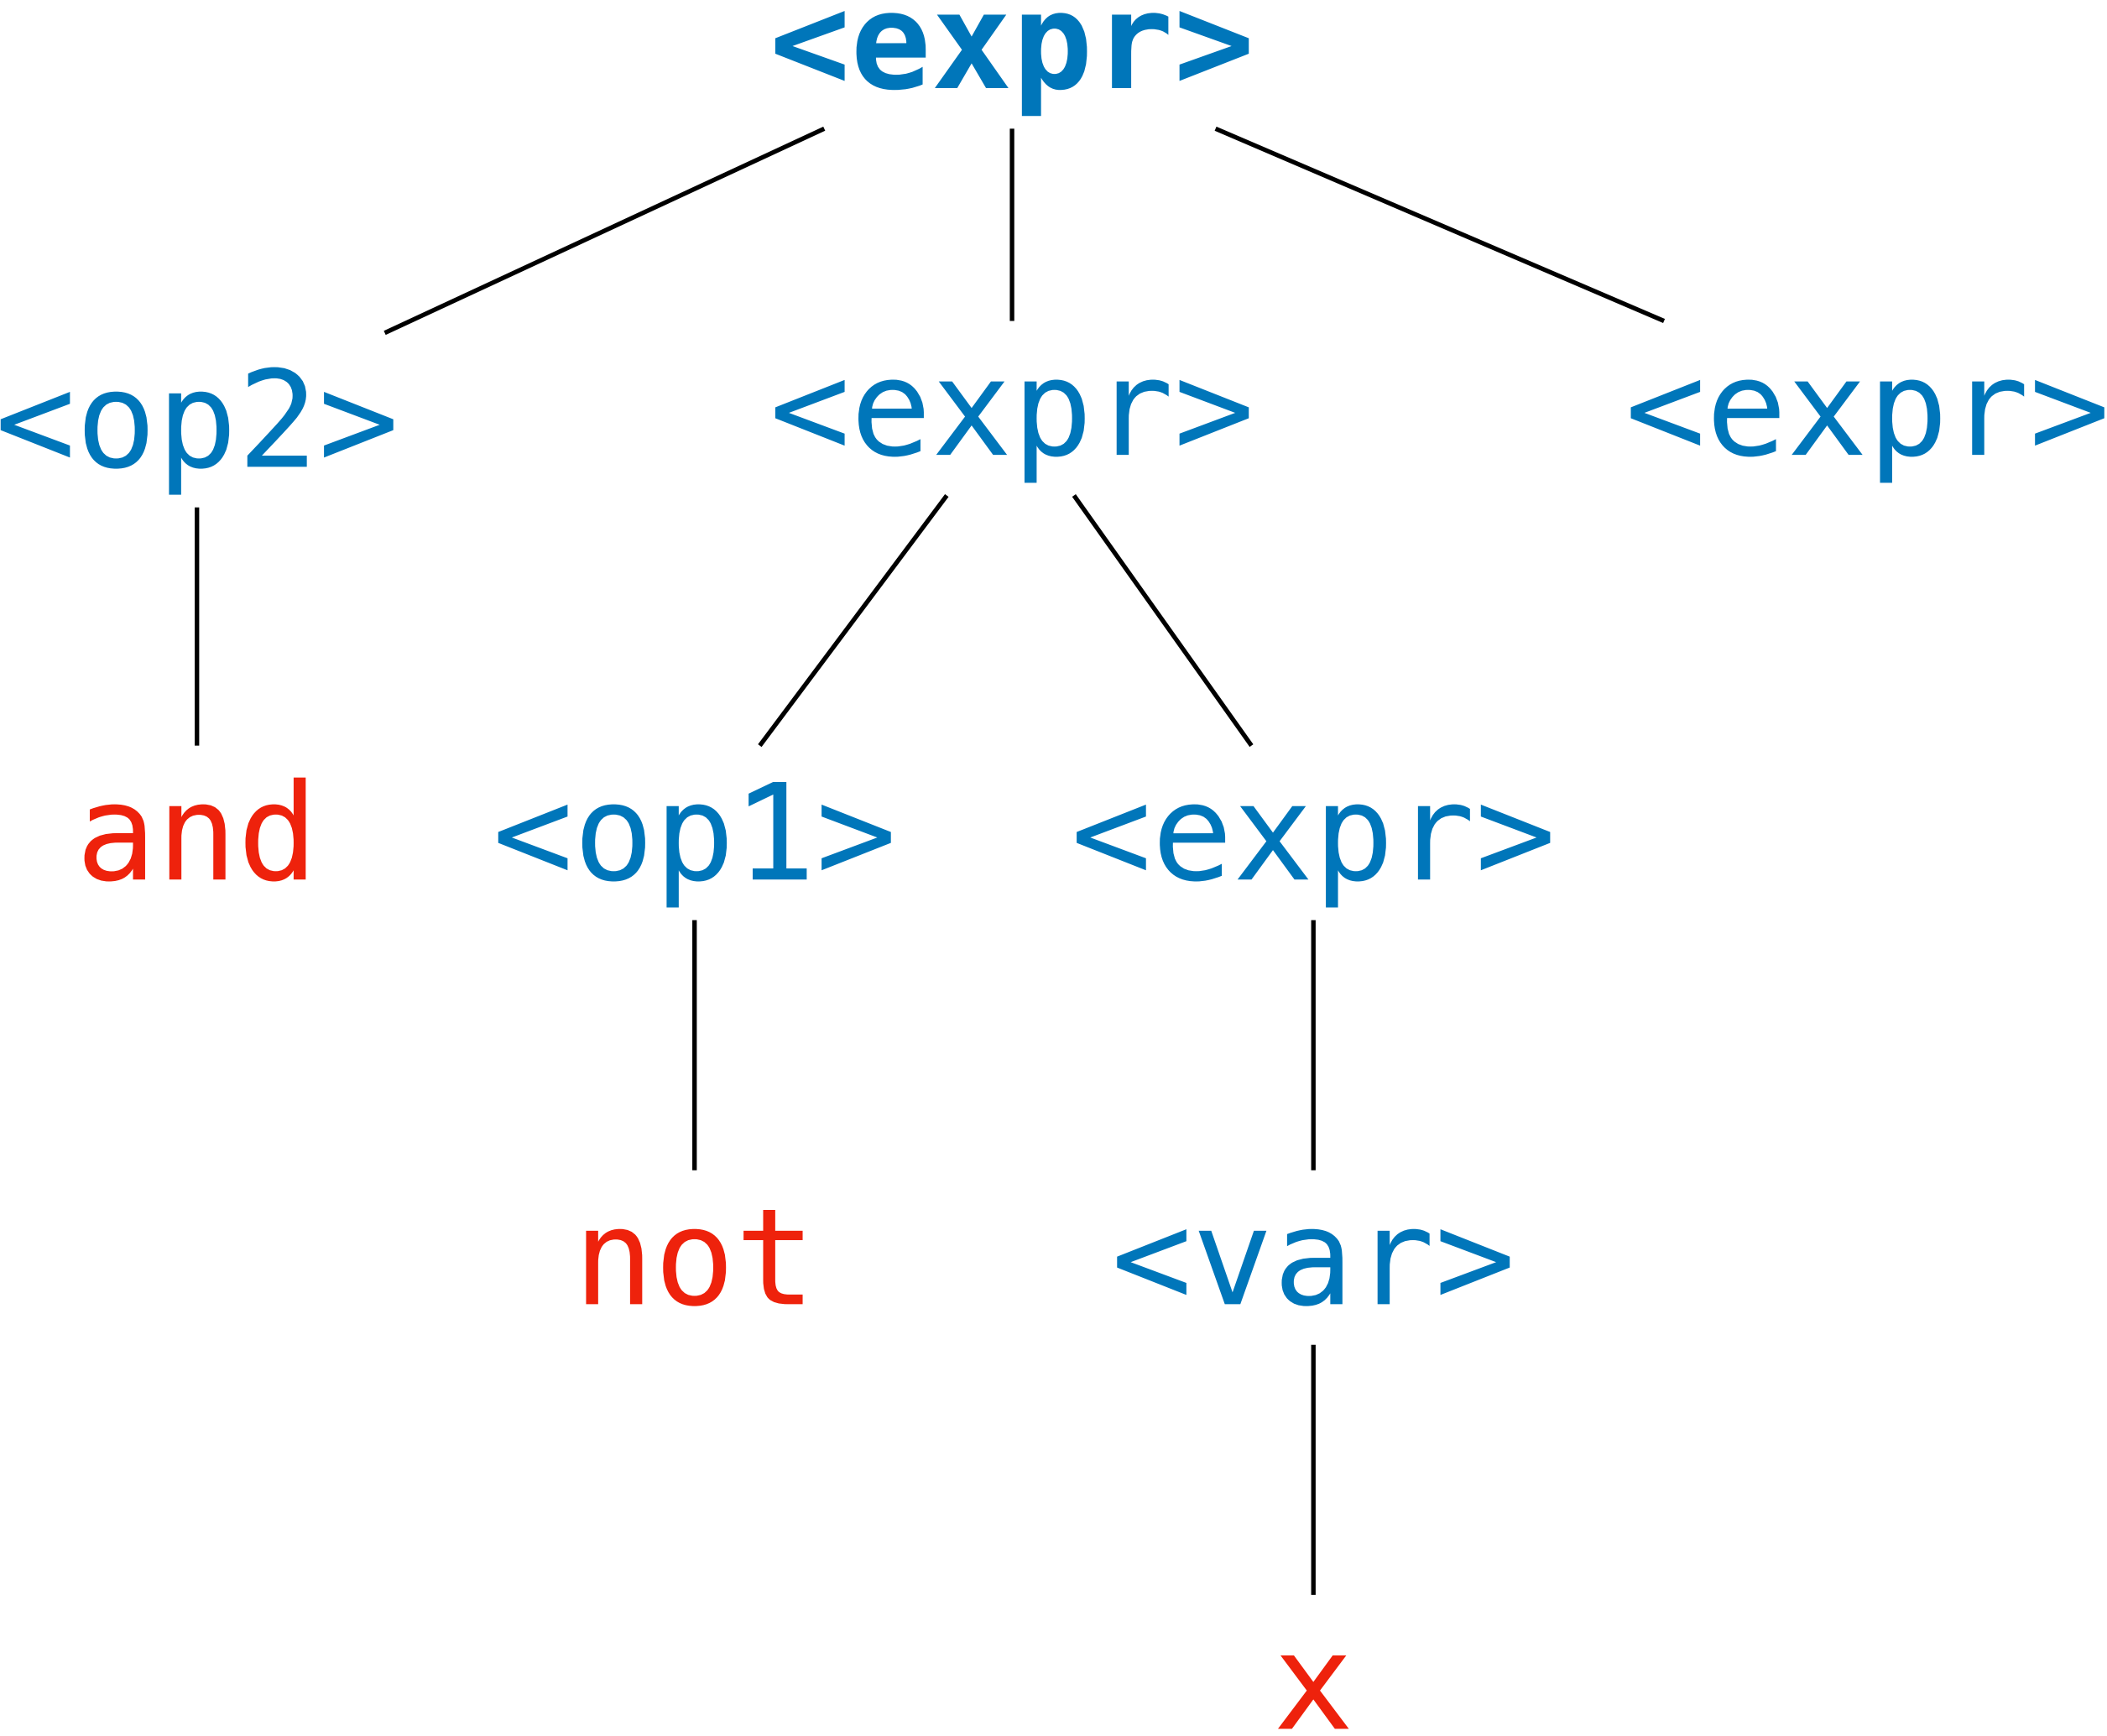 <expr>
<op2> <expr> <expr>
and <op1> <expr>
not <var>
x